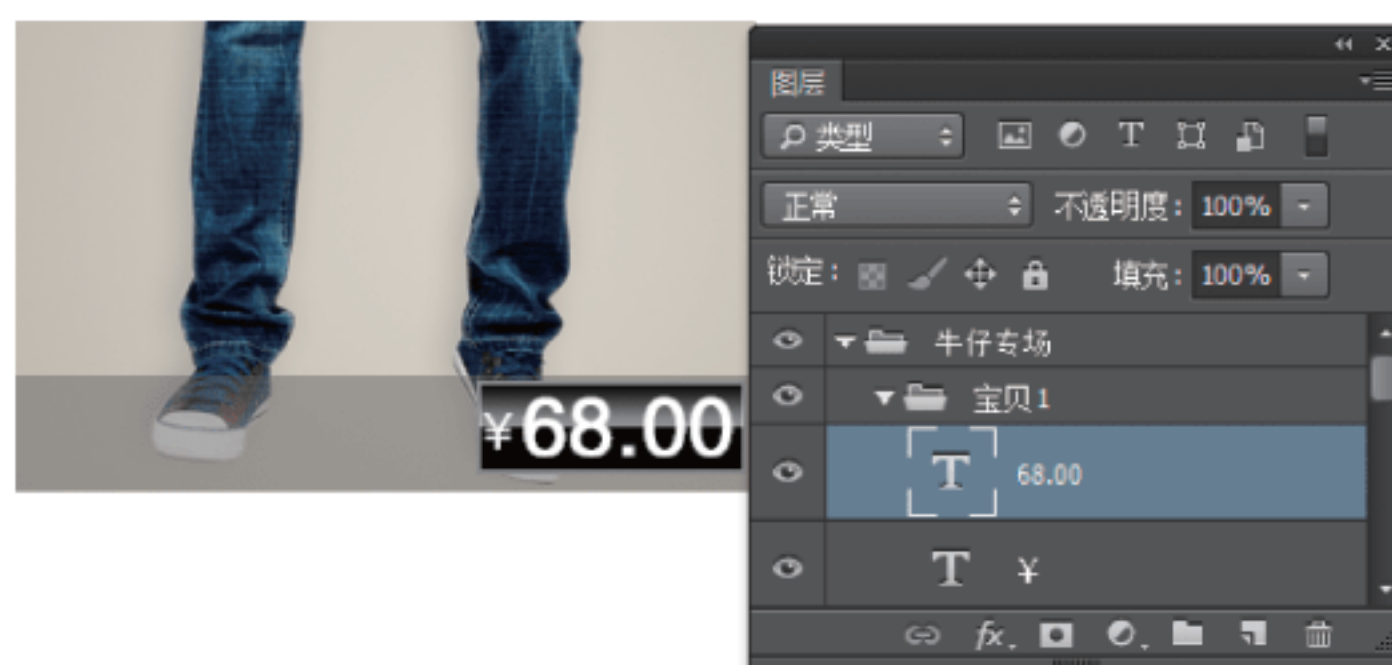 ¥68.00
图层
类型
正常 不透明度: 100%
锁定: 填充: 100%
牛仔专场
宝贝1
T 68.00
T ¥
fx